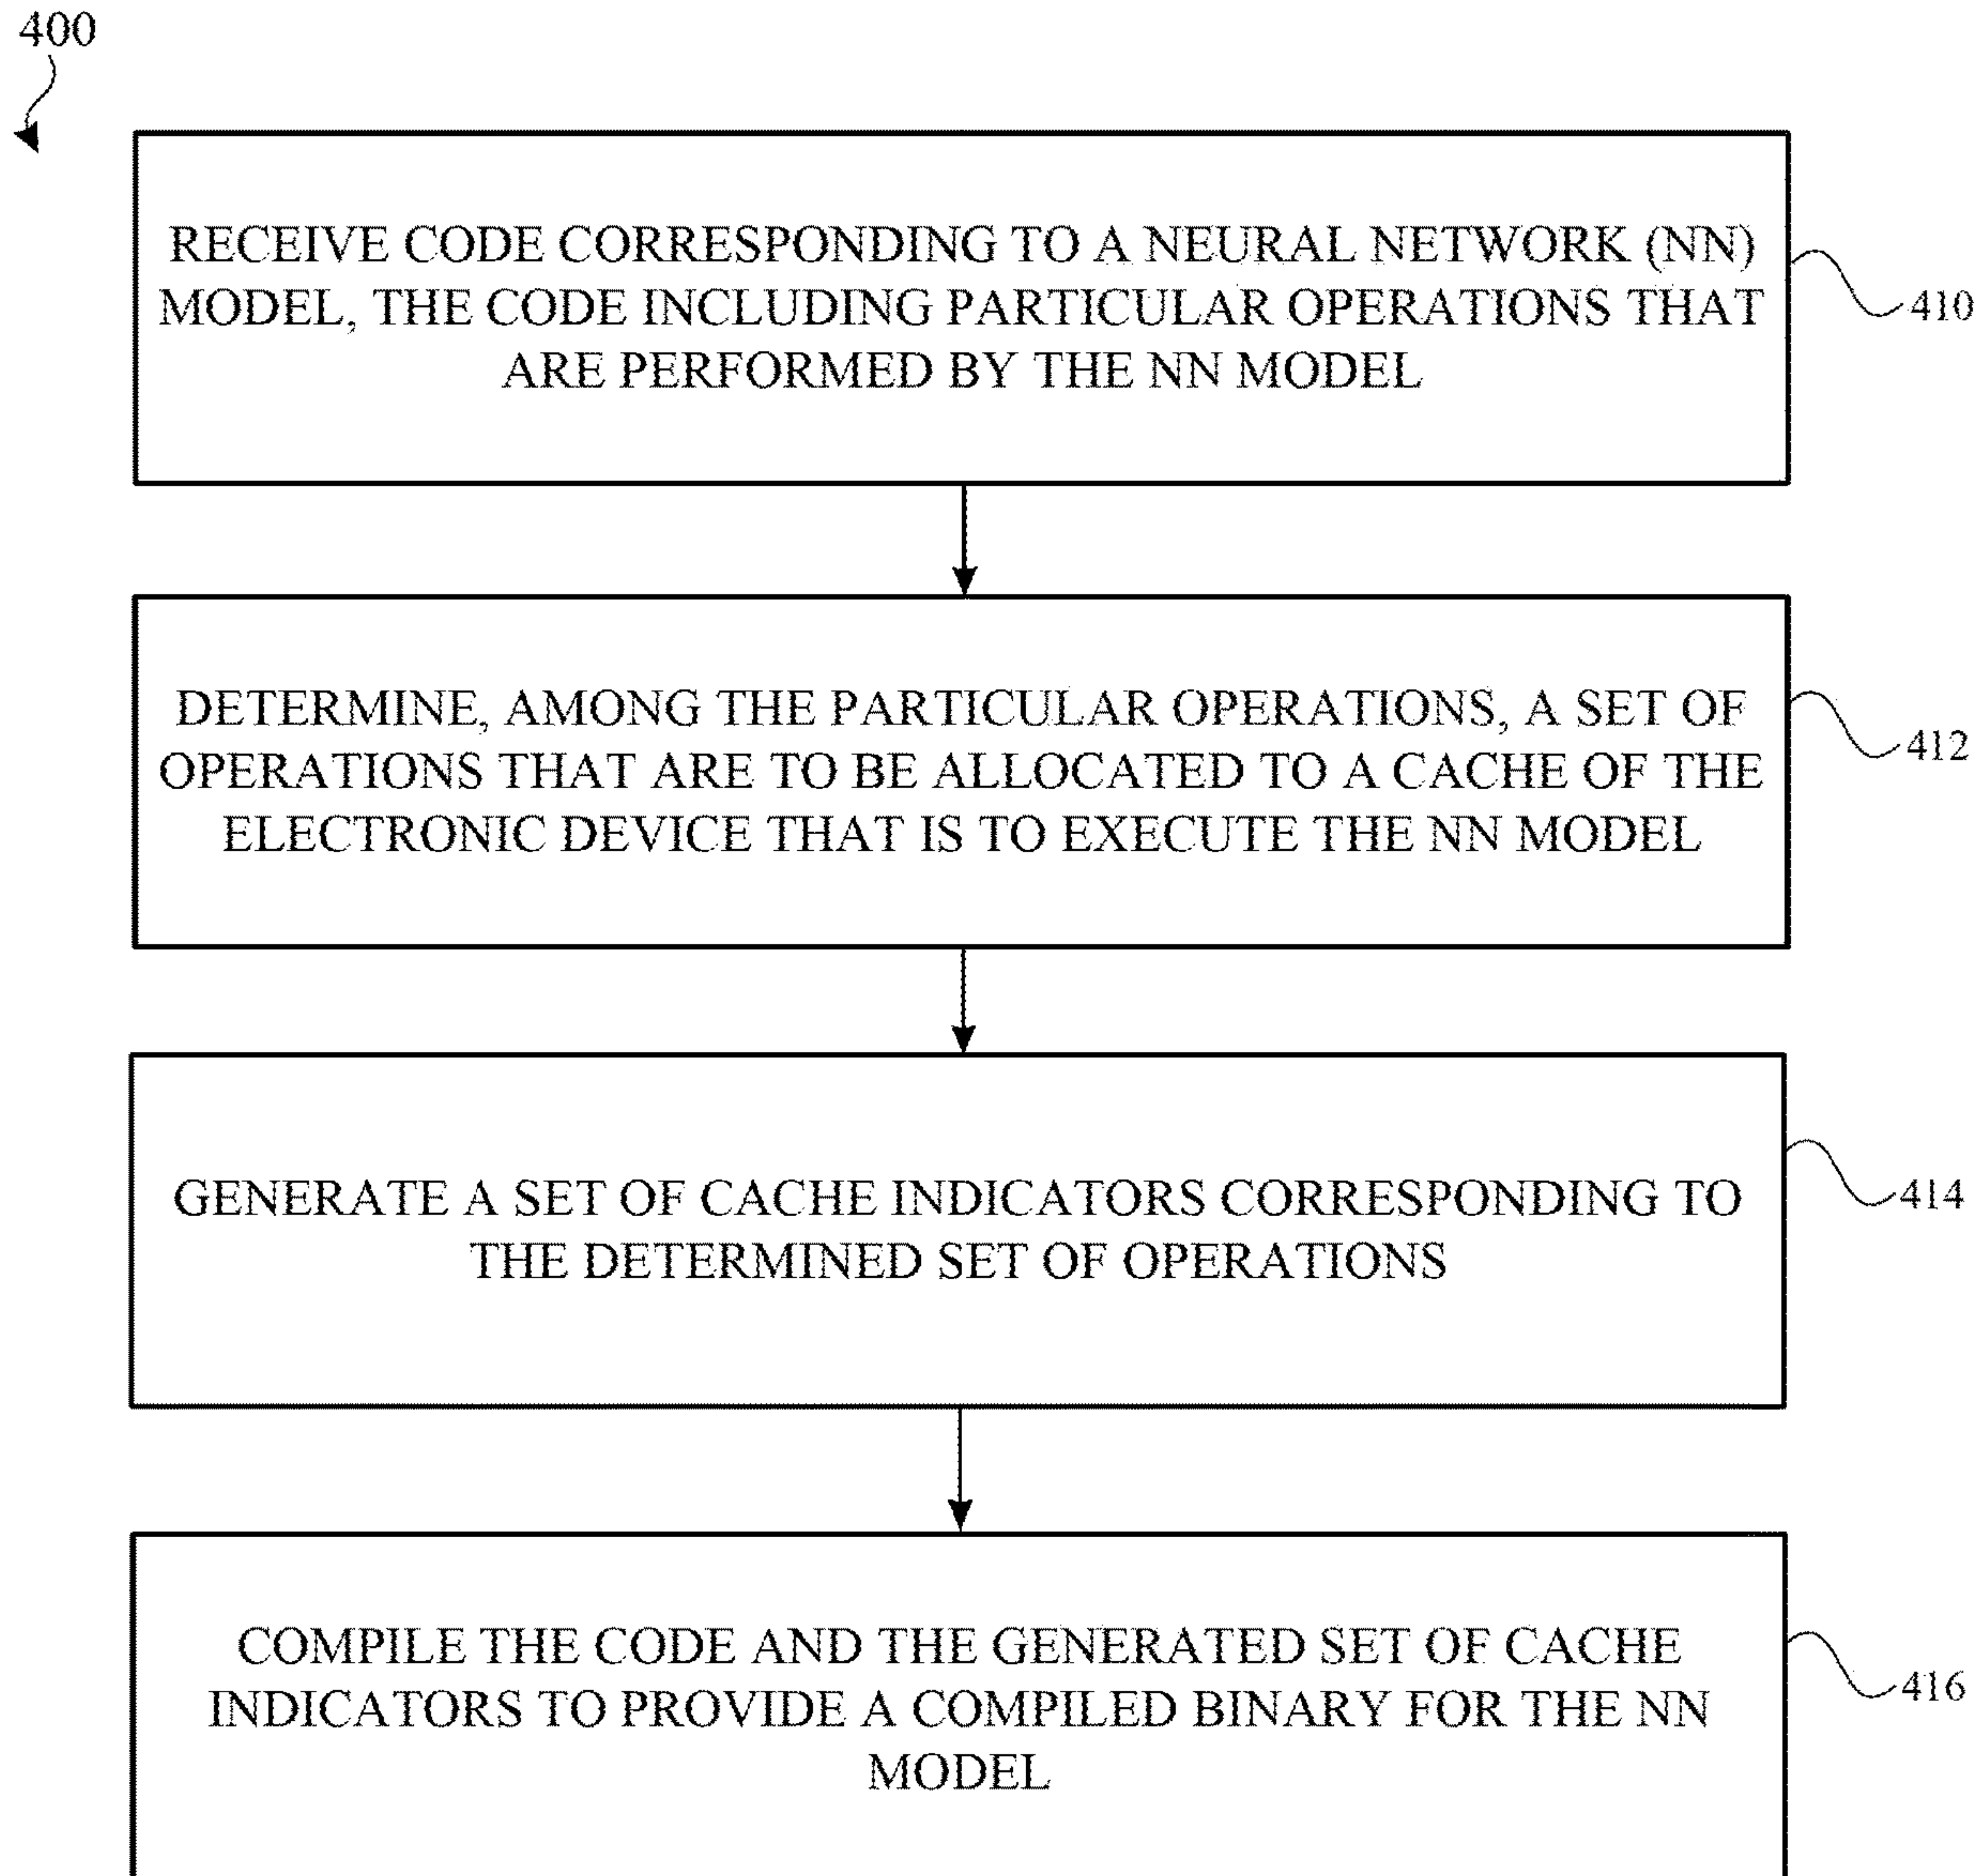 400
RECEIVE CODE CORRESPONDING TO A NEURAL NETWORK (NN)
MODEL, THE CODE INCLUDING PARTICULAR OPERATIONS THAT
ARE PERFORMED BY THE NN MODEL
410
DETERMINE, AMONG THE PARTICULAR OPERATIONS, A SET OF
OPERATIONS THAT ARE TO BE ALLOCATED TO A CACHE OF THE
ELECTRONIC DEVICE THAT IS TO EXECUTE THE NN MODEL
412
GENERATE A SET OF CACHE INDICATORS CORRESPONDING TO
THE DETERMINED SET OF OPERATIONS
414
COMPILE THE CODE AND THE GENERATED SET OF CACHE
INDICATORS TO PROVIDE A COMPILED BINARY FOR THE NN
MODEL
416